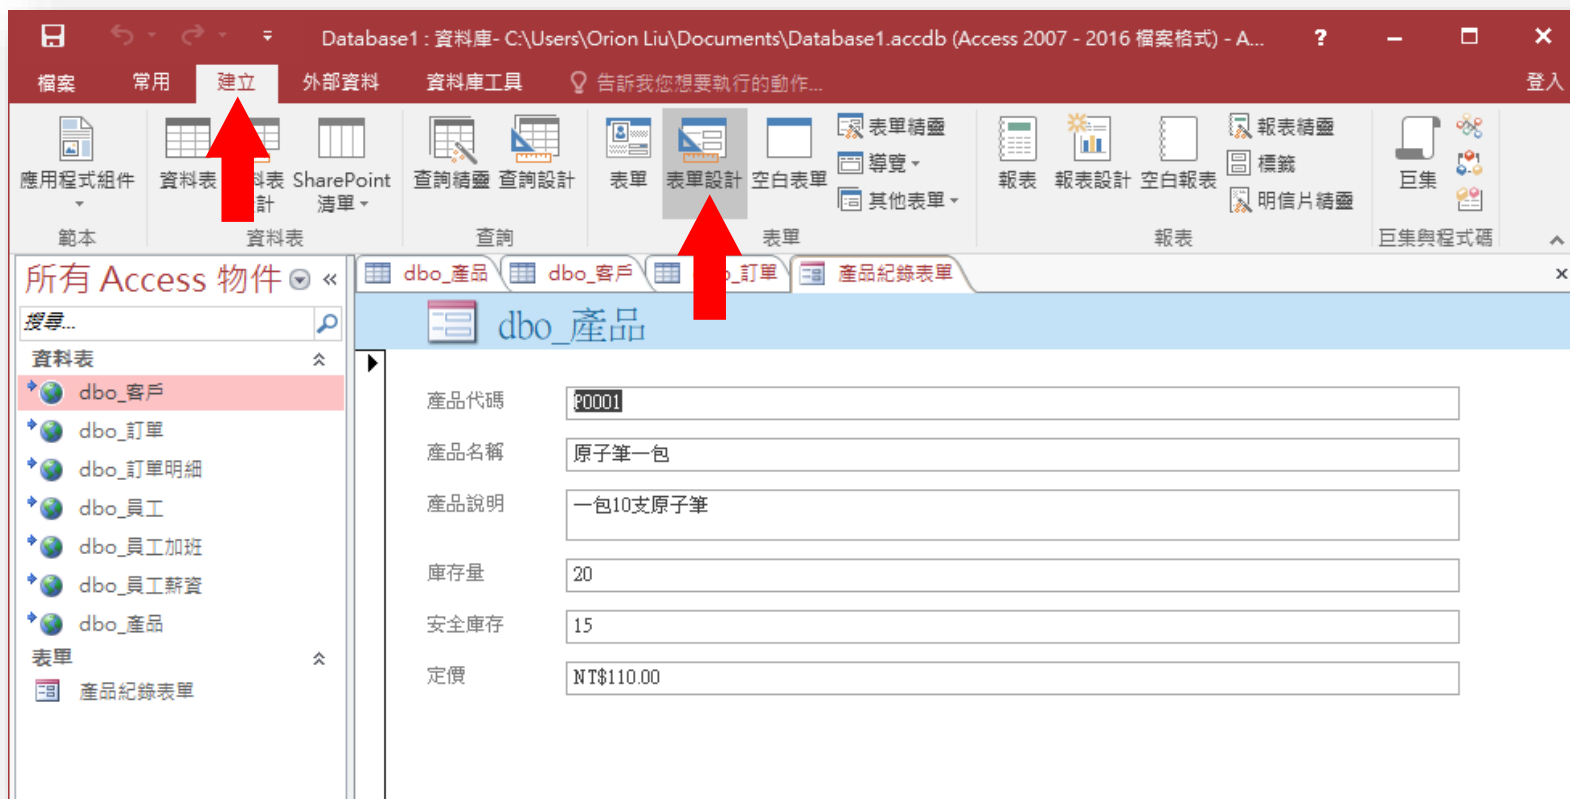 Database1 : 資料庫- C:\Users\Orion Liu\Documents\Database1.accdb (Access 2007 - 2016 檔案格式) - A... ?
檔案 常用 建立 外部資料 資料庫工具 告訴我您想要執行的動作... 登入
應用程式組件 資料表 料表 計 SharePoint 清單 查詢精靈 查詢設計 表單 表單設計 空白表單 表單精靈 導覽 其他表單 報表 報表設計 空白報表 報表精靈 標籤 明信片精靈 巨集
範本 資料表 查詢 表單 報表 巨集與程式碼
所有 Access 物件 «
dbo_產品 dbo_客戶 _訂單 產品紀錄表單
搜尋...
dbo_產品
資料表
dbo_客戶
dbo_訂單
dbo_訂單明細
dbo_員工
dbo_員工加班
dbo_員工薪資
dbo_產品
表單
產品紀錄表單
產品代碼 P0001
產品名稱 原子筆一包
產品說明 一包10支原子筆
庫存量 20
安全庫存 15
定價 NT$110.00